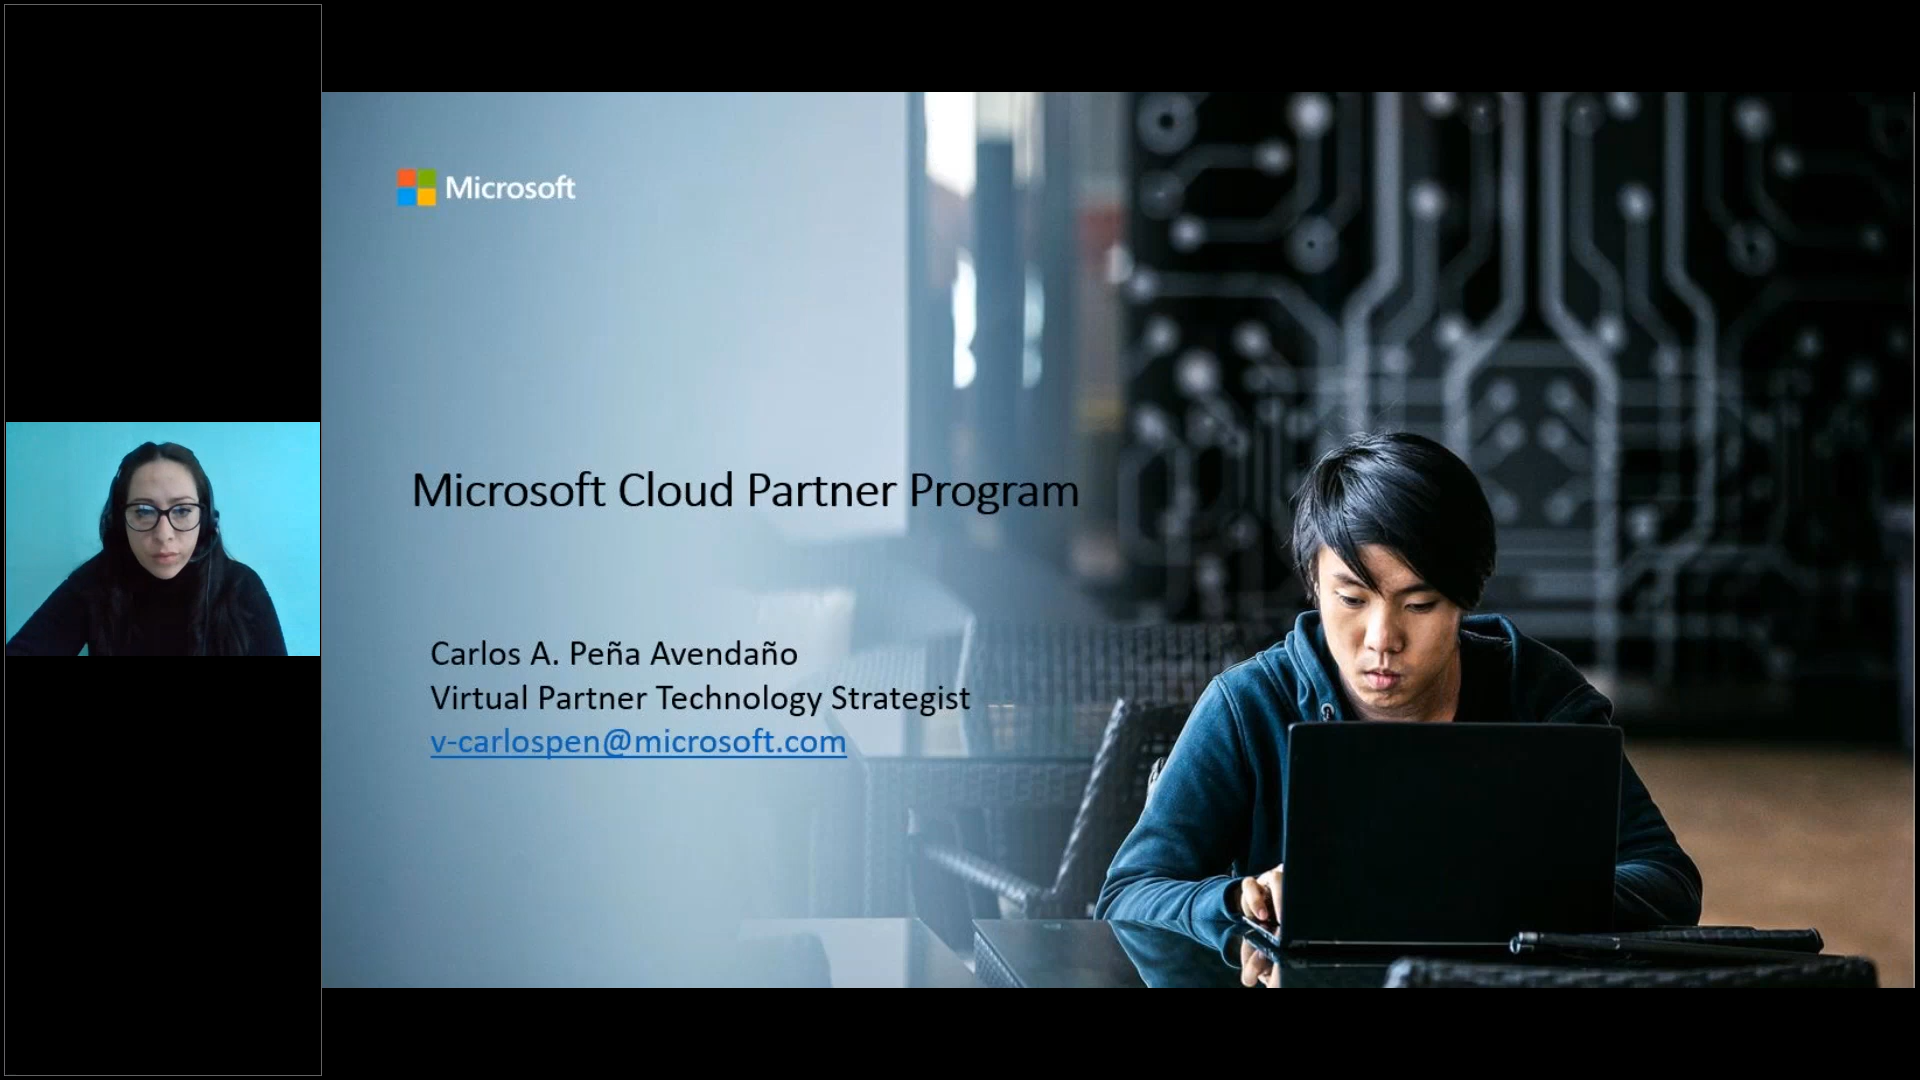 Microsoft
Microsoft Cloud Partner Program
Carlos A. Peña Avendaño
Virtual Partner Technology Strategist
v-carlospen@microsoft.com